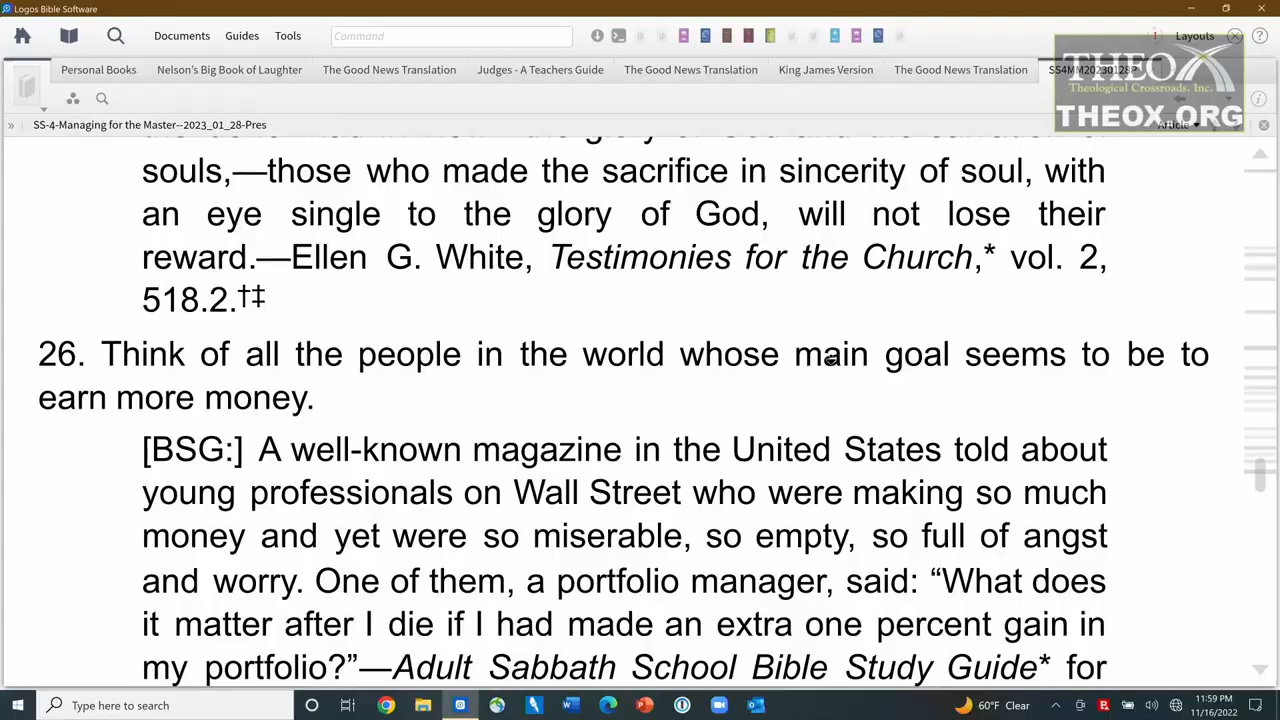 Logos Bible Software
Documents Guides Tools Command Layouts
Personal Books Nelson's Big Book of Laughter The G Judges - A Teachers Guide The Good News Translation King James Version The Good News Translation SS4MM20230128P
THEOX
Theological Crossroads, Inc.
THEOX.ORG
SS-4-Managing for the Master--2023_01_28-Pres Article
souls,—those who made the sacrifice in sincerity of soul, with
an eye single to the glory of God, will not lose their
reward.—Ellen G. White, Testimonies for the Church,* vol. 2,
518.2.†‡
26. Think of all the people in the world whose main goal seems to be to
earn more money.
[BSG:] A well-known magazine in the United States told about
young professionals on Wall Street who were making so much
money and yet were so miserable, so empty, so full of angst
and worry. One of them, a portfolio manager, said: “What does
it matter after I die if I had made an extra one percent gain in
my portfolio?”—Adult Sabbath School Bible Study Guide* for
Type here to search 60°F Clear 11:59 PM
11/16/2022